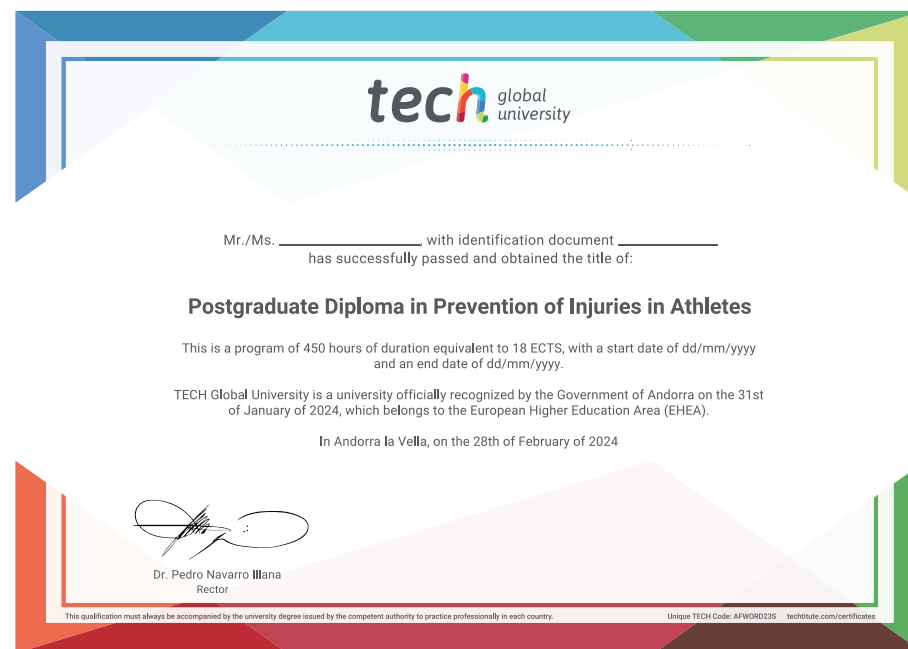 tech global university
Mr./Ms. , with identification document
has successfully passed and obtained the title of:
Postgraduate Diploma in Prevention of Injuries in Athletes
This is a program of 450 hours of duration equivalent to 18 ECTS, with a start date of dd/mm/yyyy
and an end date of dd/mm/yyyy.
TECH Global University is a university officially recognized by the Government of Andorra on the 31st
of January of 2024, which belongs to the European Higher Education Area (EHEA).
In Andorra la Vella, on the 28th of February of 2024
Dr. Pedro Navarro Illana
Rector
This qualification must always be accompanied by the university degree issued by the competent authority to practice professionally in each country.
Unique TECH Code: AFWORD23S techtitute.com/certificates